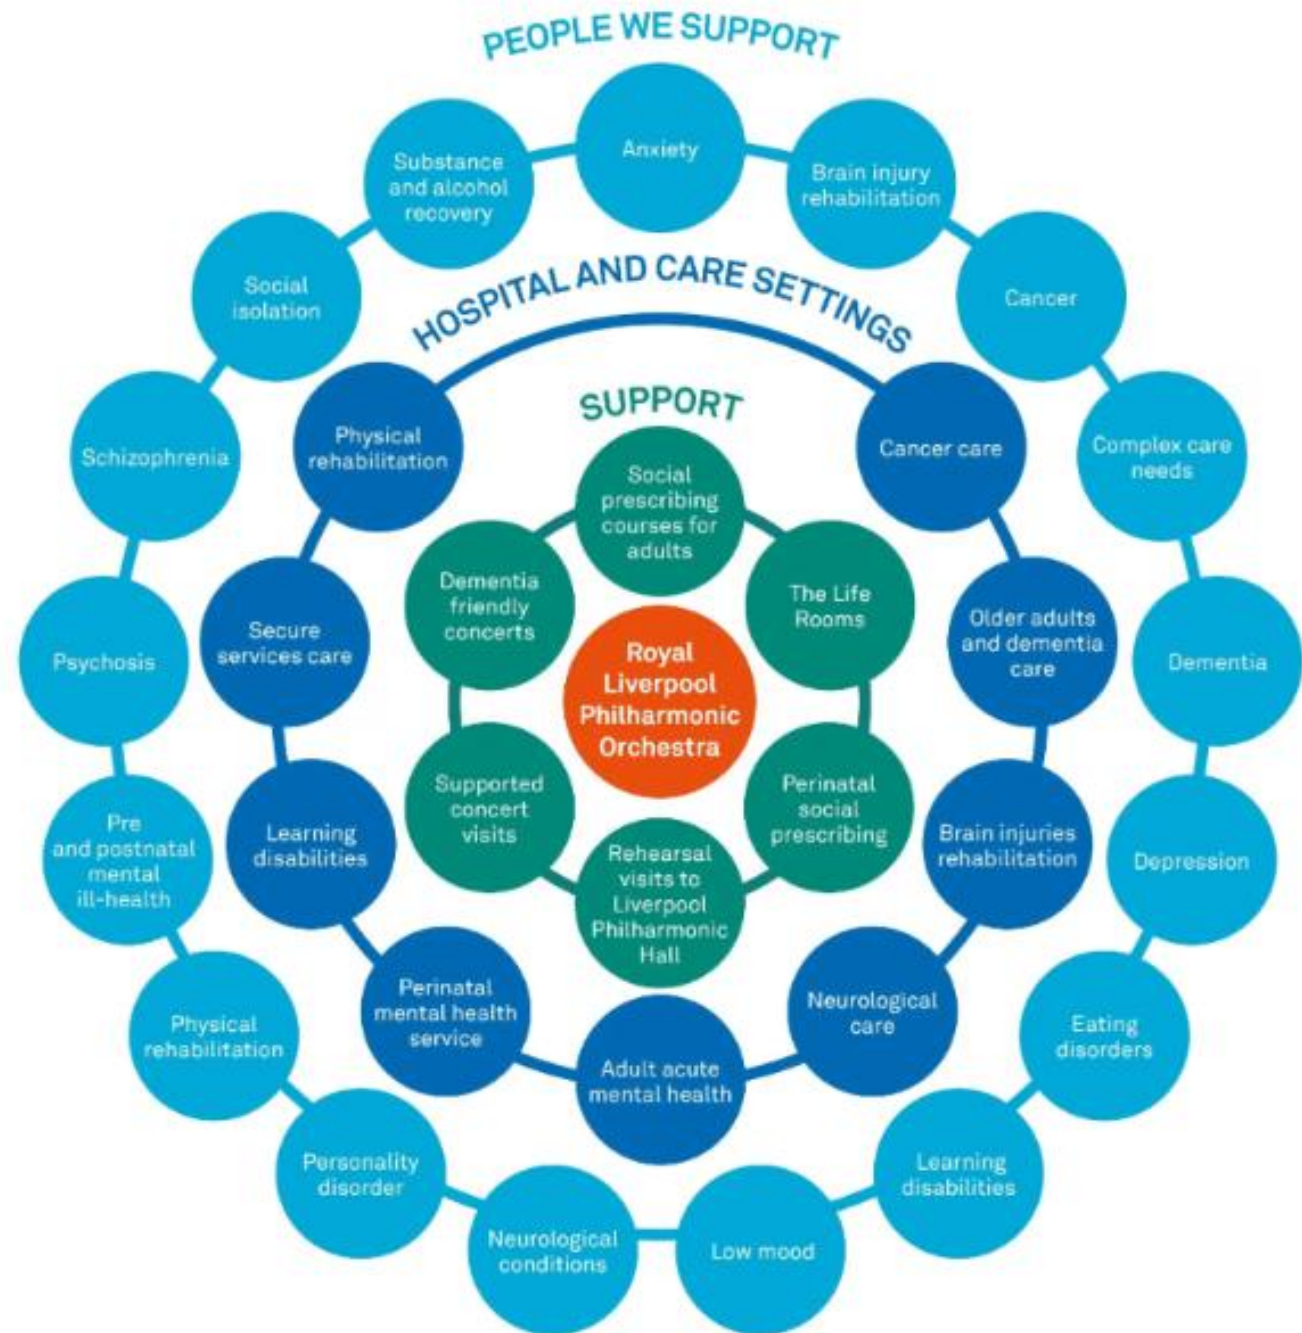 PEOPLE WE SUPPORT
Anxiety
Brain injury
rehabilitation
Cancer
Complex care
needs
Dementia
Depression
Eating
disorders
Learning
disabilities
Low mood
Neurological
conditions
Personality
disorder
Physical
rehabilitation
Pre
and postnatal
mental
ill-health
Psychosis
Schizophrenia
Social
isolation
Substance
and alcohol
recovery
HOSPITAL AND CARE SETTINGS
Cancer care
Older adults
and dementia
care
Brain injuries
rehabilitation
Neurological
care
Adult acute
mental health
Perinatal
mental health
service
Learning
disabilities
Secure
services care
Physical
rehabilitation
SUPPORT
Social
prescribing
courses for
adults
The Life
Rooms
Perinatal
social
prescribing
Rehearsal
visits to
Liverpool
Philharmonic
Hall
Supported
concert
visits
Dementia
friendly
concerts
Royal
Liverpool
Philharmonic
Orchestra